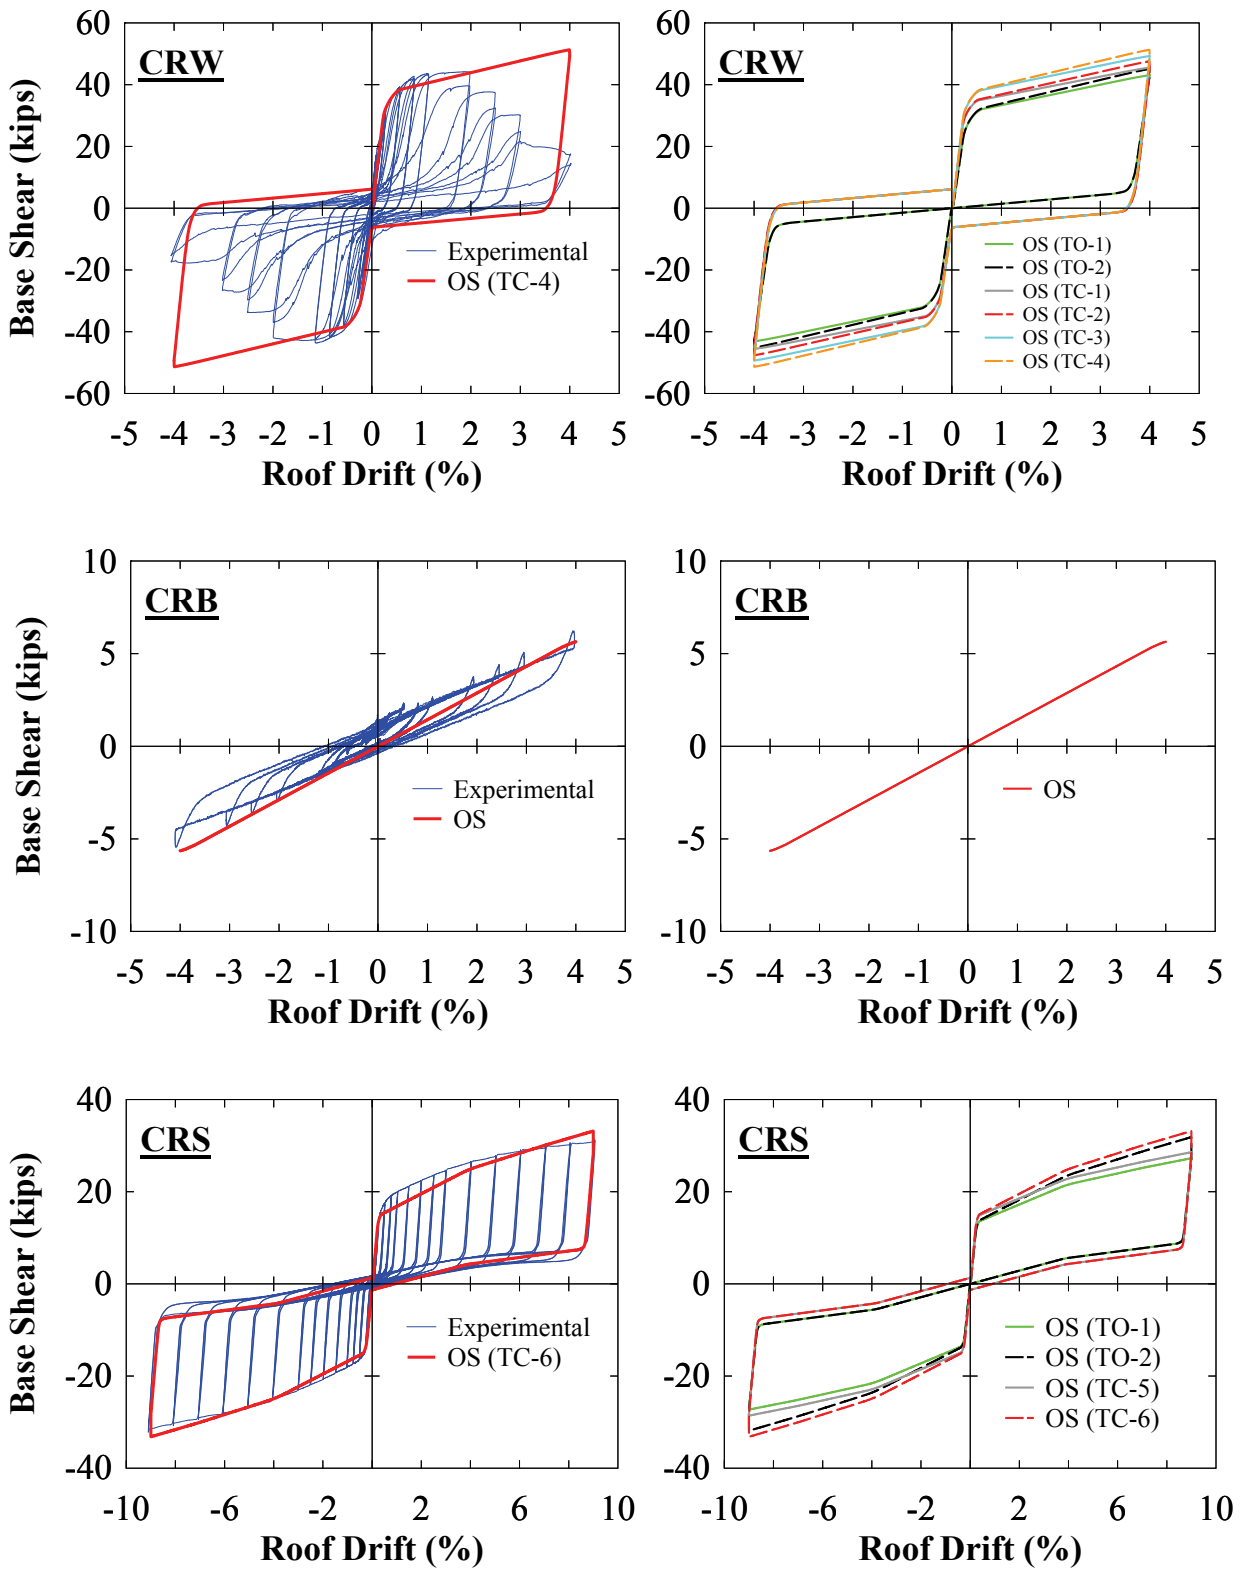 CRW
Base Shear (kips)
60
40
20
0
-20
-40
-60
Experimental
OS (TC-4)
-5 -4 -3 -2 -1 0 1 2 3 4 5
Roof Drift (%)
CRW
60
40
20
0
-20
-40
-60
OS (TO-1)
OS (TO-2)
OS (TC-1)
OS (TC-2)
OS (TC-3)
OS (TC-4)
-5 -4 -3 -2 -1 0 1 2 3 4 5
Roof Drift (%)
CRB
Base Shear (kips)
10
5
0
-5
-10
Experimental
OS
-5 -4 -3 -2 -1 0 1 2 3 4 5
Roof Drift (%)
CRB
10
5
0
-5
-10
OS
-5 -4 -3 -2 -1 0 1 2 3 4 5
Roof Drift (%)
CRS
Base Shear (kips)
40
20
0
-20
-40
Experimental
OS (TC-6)
-10 -6 -2 2 6 10
Roof Drift (%)
CRS
40
20
0
-20
-40
OS (TO-1)
OS (TO-2)
OS (TC-5)
OS (TC-6)
-10 -6 -2 2 6 10
Roof Drift (%)